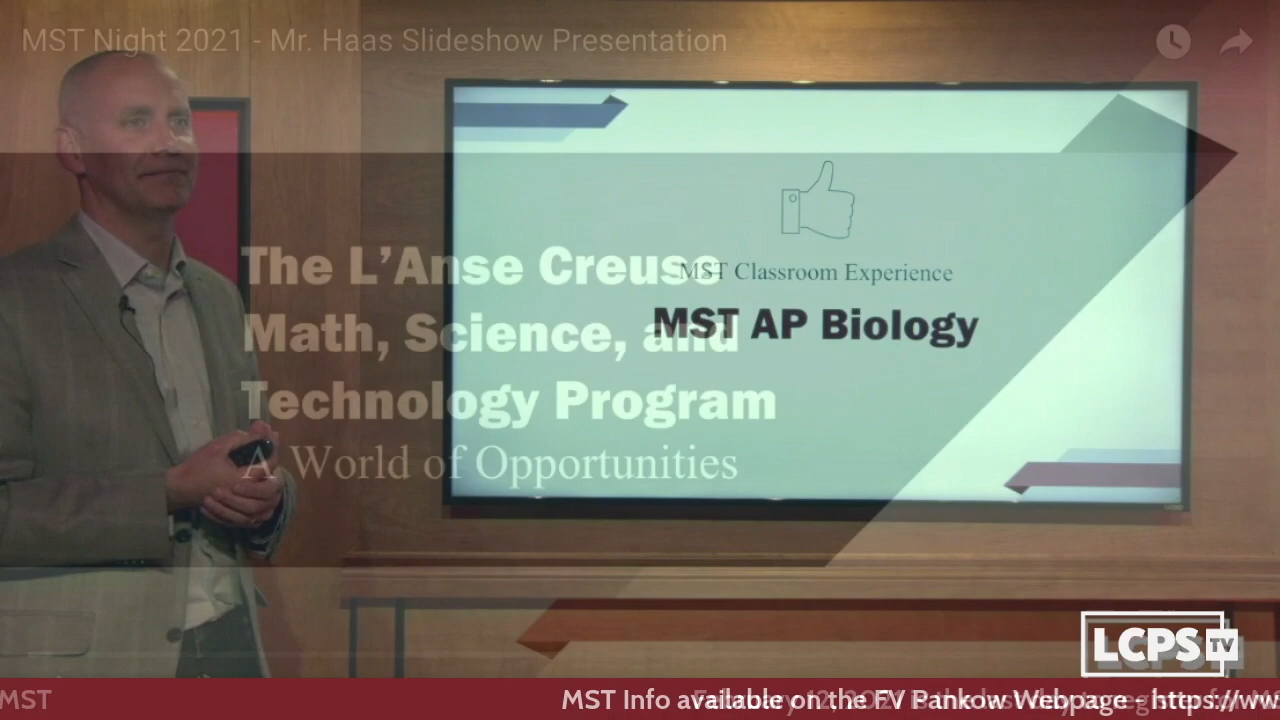 MST Night 2021 - Mr. Haas Slideshow Presentation
The L'Anse Creuse
Math, Science, and
Technology Program
A World of Opportunities
MST Classroom Experience
MST AP Biology
LCPS TV
MST
MST Info available on the FV Pankow Webpage - https://ww